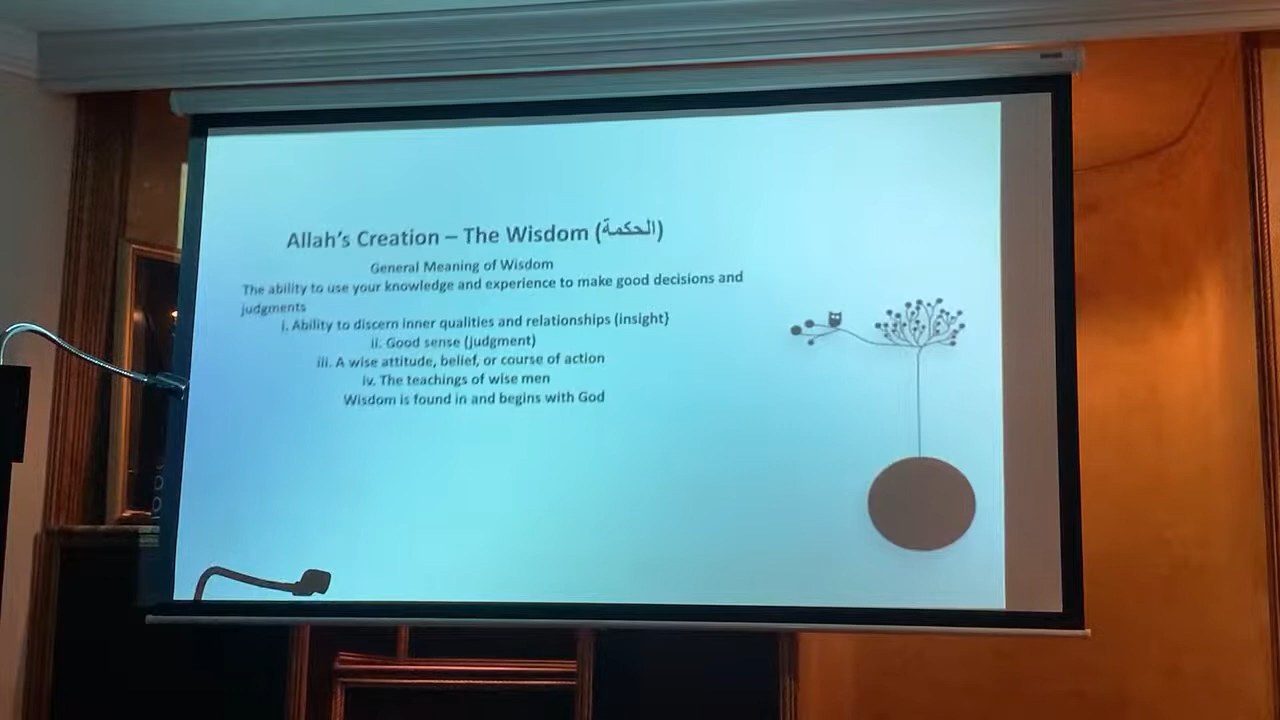 Allah's Creation – The Wisdom (الحكمة)
General Meaning of Wisdom
The ability to use your knowledge and experience to make good decisions and
judgments
i. Ability to discern inner qualities and relationships (insight}
ii. Good sense (judgment)
iii. A wise attitude, belief, or course of action
iv. The teachings of wise men
Wisdom is found in and begins with God